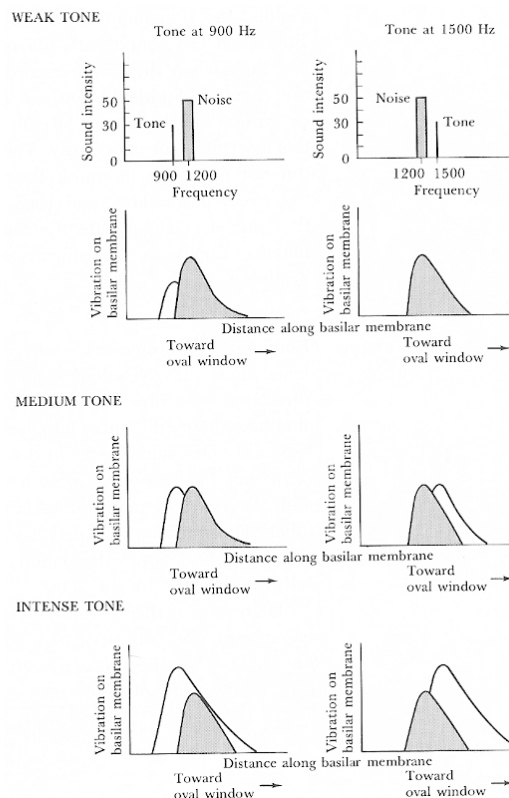 WEAK TONE
Tone at 900 Hz
Tone at 1500 Hz
Sound intensity
50
30
0
Tone
Noise
900 1200
Frequency
Sound intensity
50
30
0
Noise
Tone
1200 1500
Frequency
Vibration on
basilar membrane
Vibration on
basilar membrane
Distance along basilar membrane
Toward
oval window
Toward
oval window
MEDIUM TONE
Vibration on
basilar membrane
Vibration on
basilar membrane
Distance along basilar membrane
Toward
oval window
Toward
oval window
INTENSE TONE
Vibration on
basilar membrane
Vibration on
basilar membrane
Distance along basilar membrane
Toward
oval window
Toward
oval window